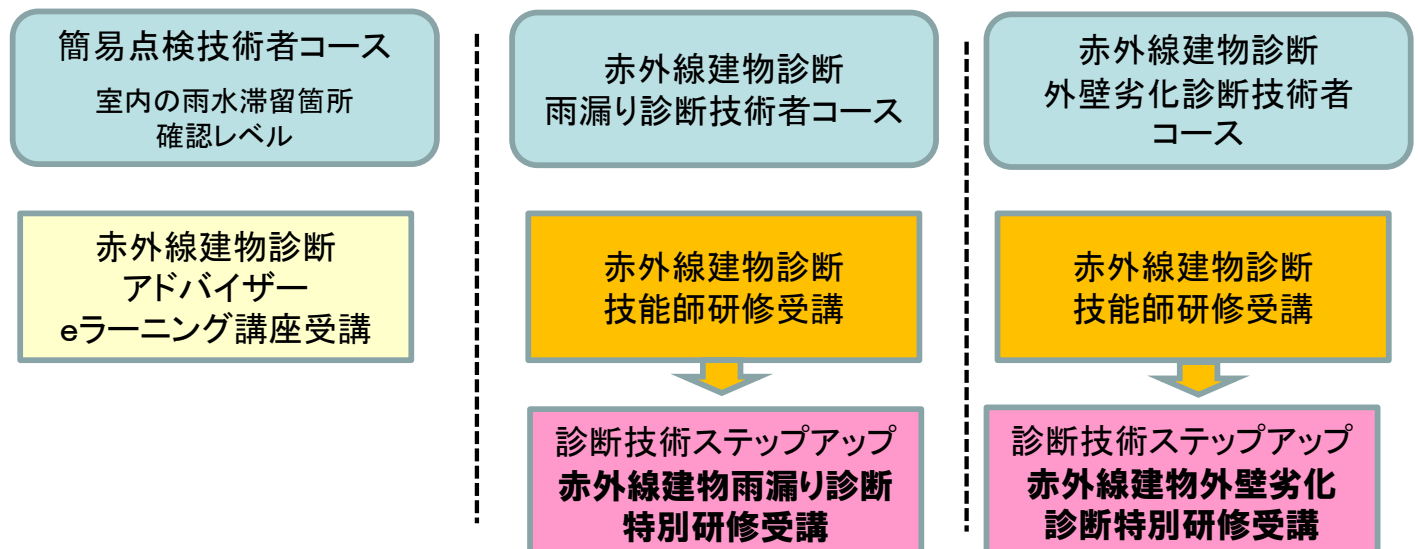 簡易点検技術者コース
室内の雨水滞留箇所
確認レベル
赤外線建物診断
アドバイザー
eラーニング講座受講
赤外線建物診断
雨漏り診断技術者コース
赤外線建物診断
技能師研修受講
診断技術ステップアップ
赤外線建物雨漏り診断
特別研修受講
赤外線建物診断
外壁劣化診断技術者
コース
赤外線建物診断
技能師研修受講
診断技術ステップアップ
赤外線建物外壁劣化
診断特別研修受講